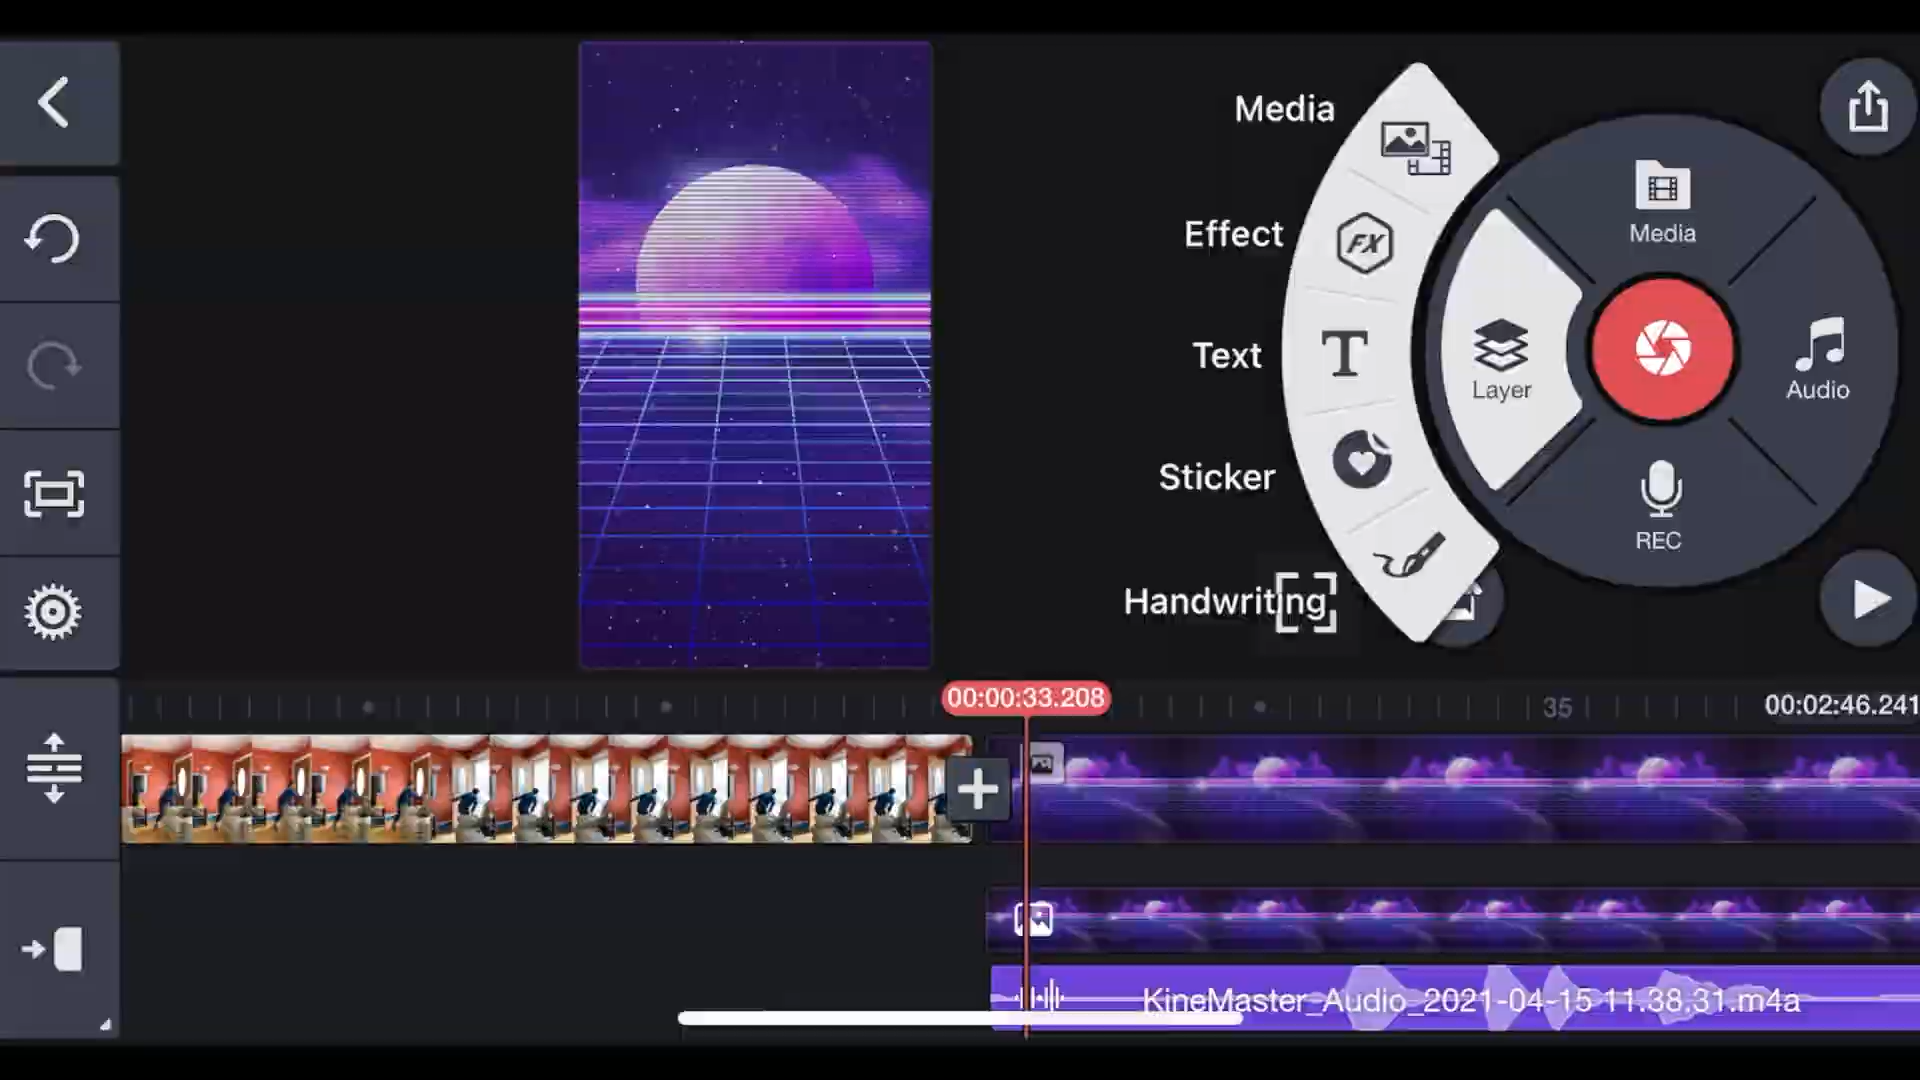 Media
Effect
Text
Sticker
Handwriting
FX
T
Media
Layer
Audio
REC
00:00:33.208
35
00:02:46.241
KineMaster_Audio_2021-04-15 11.38.31.m4a